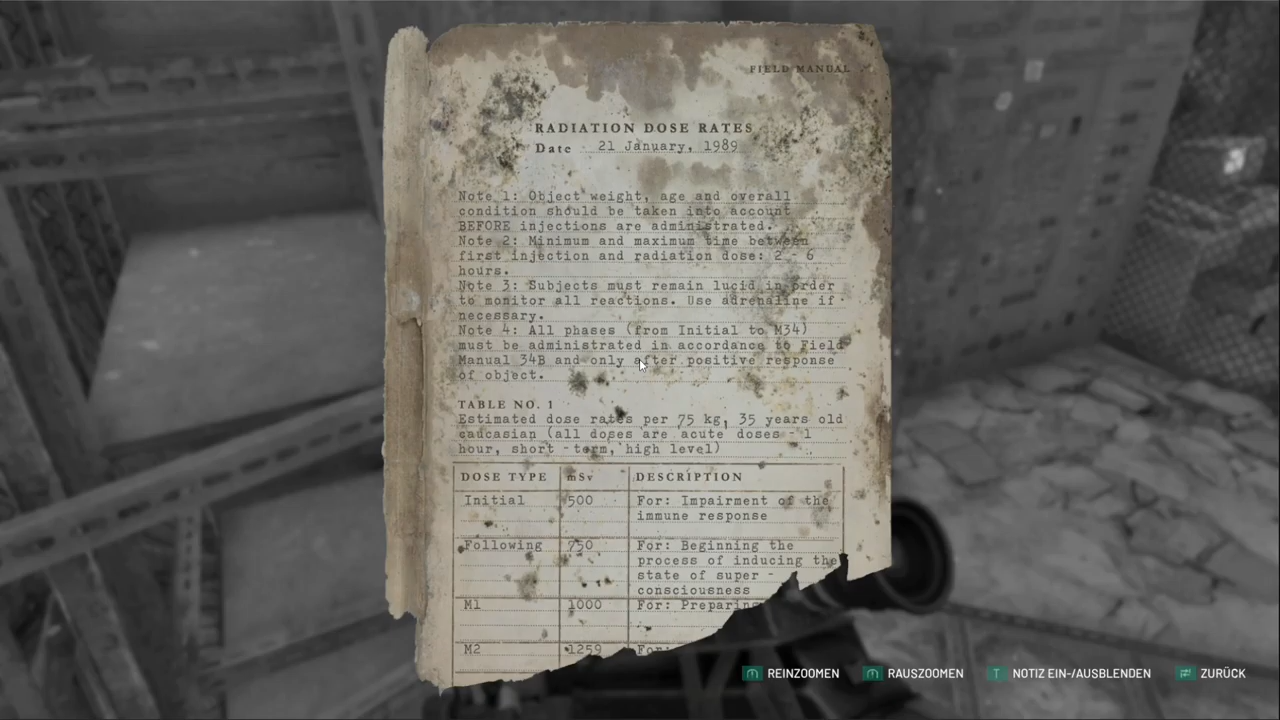 FIELD MANUAL
RADIATION DOSE RATES
Date 21 January, 1989
Note 1: Object weight, age and overall
condition should be taken into account
BEFORE injections are administrated.
Note 2: Minimum and maximum time between
first injection and radiation dose: 2 - 6
hours.
Note 3: Subjects must remain lucid in order
to monitor all reactions. Use adrenaline if
necessary.
Note 4: All phases (from Initial to M34)
must be administrated in accordance to Field
Manual 34B and only after positive response
of object.
TABLE NO. 1
Estimated dose rates per 75 kg, 35 years old
caucasian (all doses are acute doses - 1
hour, short -term, high level)
DOSE TYPE mSv DESCRIPTION
Initial 500 For: Impairment of the
immune response
Following 750 For: Beginning the
process of inducing the
state of super -
consciousness
M1 1000 For: Preparing
M2 1259 For:
REINZOOMEN RAUSZOOMEN T NOTIZ EIN-/AUSBLENDEN ZURÜCK